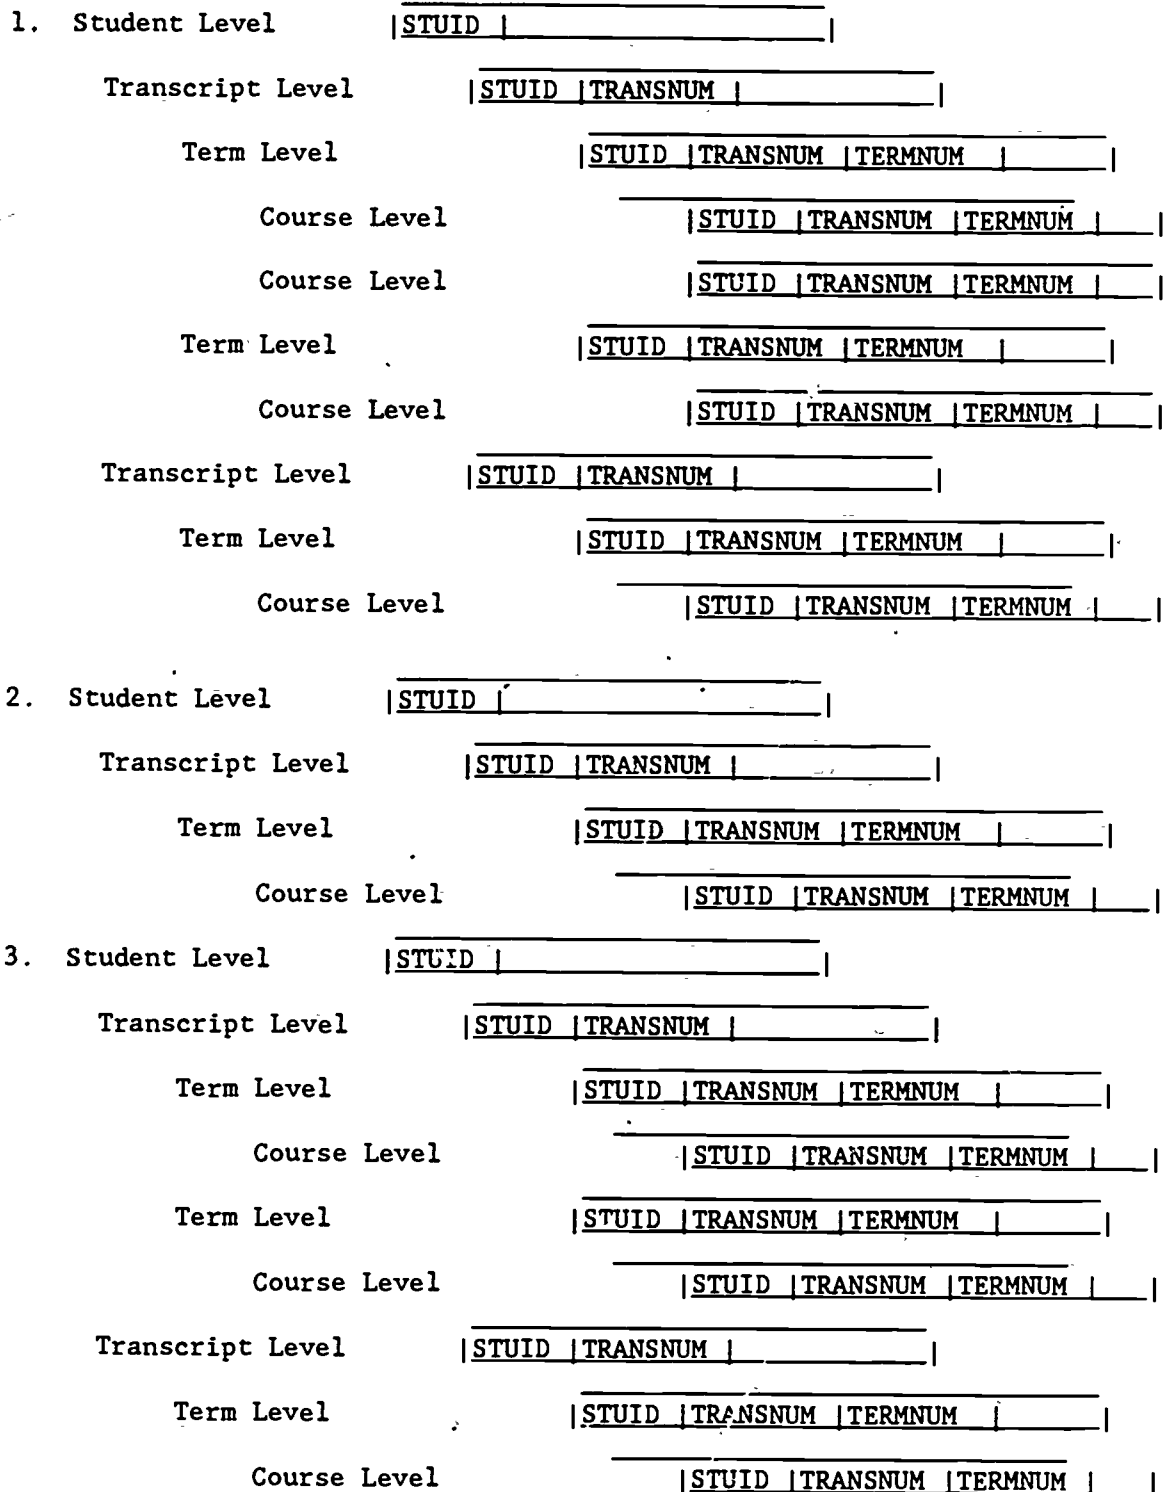 1. Student Level |STUID | |
Transcript Level |STUID |TRANSNUM | |
Term Level |STUID |TRANSNUM |TERMNUM | |
Course Level |STUID |TRANSNUM |TERMNUM | |
Course Level |STUID |TRANSNUM |TERMNUM | |
Term Level |STUID |TRANSNUM |TERMNUM | |
Course Level |STUID |TRANSNUM |TERMNUM | |
Transcript Level |STUID |TRANSNUM | |
Term Level |STUID |TRANSNUM |TERMNUM | |
Course Level |STUID |TRANSNUM |TERMNUM | |
2. Student Level |STUID | |
Transcript Level |STUID |TRANSNUM | |
Term Level |STUID |TRANSNUM |TERMNUM | |
Course Level |STUID |TRANSNUM |TERMNUM | |
3. Student Level |STUID | |
Transcript Level |STUID |TRANSNUM | |
Term Level |STUID |TRANSNUM |TERMNUM | |
Course Level |STUID |TRANSNUM |TERMNUM | |
Term Level |STUID |TRANSNUM |TERMNUM | |
Course Level |STUID |TRANSNUM |TERMNUM | |
Transcript Level |STUID |TRANSNUM | |
Term Level |STUID |TRANSNUM |TERMNUM | |
Course Level |STUID |TRANSNUM |TERMNUM | |